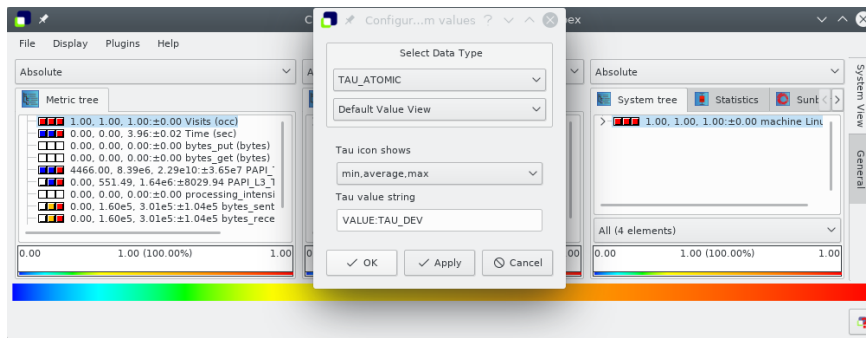 Configur...m values
C
pex
File Display Plugins Help
Absolute
A
Absolute
Metric tree
1.00, 1.00, 1.00:±0.00 Visits (occ)
0.00, 0.00, 3.96:±0.02 Time (sec)
0.00, 0.00, 0.00:±0.00 bytes_put (bytes)
0.00, 0.00, 0.00:±0.00 bytes_get (bytes)
4466.00, 8.39e6, 2.29e10:±3.65e7 PAPI_
0.00, 551.49, 1.64e6:±8029.94 PAPI_L3_T
0.00, 0.00, 0.00:±0.00 processing_intensi
0.00, 1.60e5, 3.01e5:±1.04e5 bytes_sent
0.00, 1.60e5, 3.01e5:±1.04e5 bytes_rece
0.00 1.00 (100.00%) 1.00
Select Data Type
TAU_ATOMIC
Default Value View
Tau icon shows
min,average,max
Tau value string
VALUE:TAU_DEV
OK Apply Cancel
0
00
System tree Statistics Sunb
1.00, 1.00, 1.00:±0.00 machine Linu
All (4 elements)
0.00 1.00 (100.00%) 1.00
System View
General